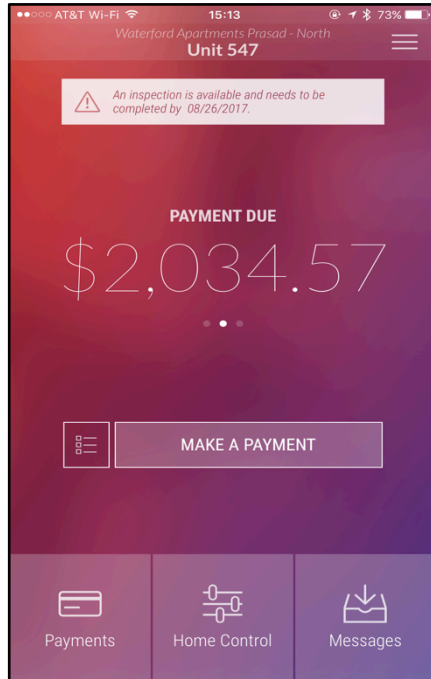 AT&T Wi-Fi 15:13 73%
Waterford Apartments Prasad - North
Unit 547
An inspection is available and needs to be
completed by 08/26/2017.
PAYMENT DUE
$2,034.57
MAKE A PAYMENT
Payments Home Control Messages